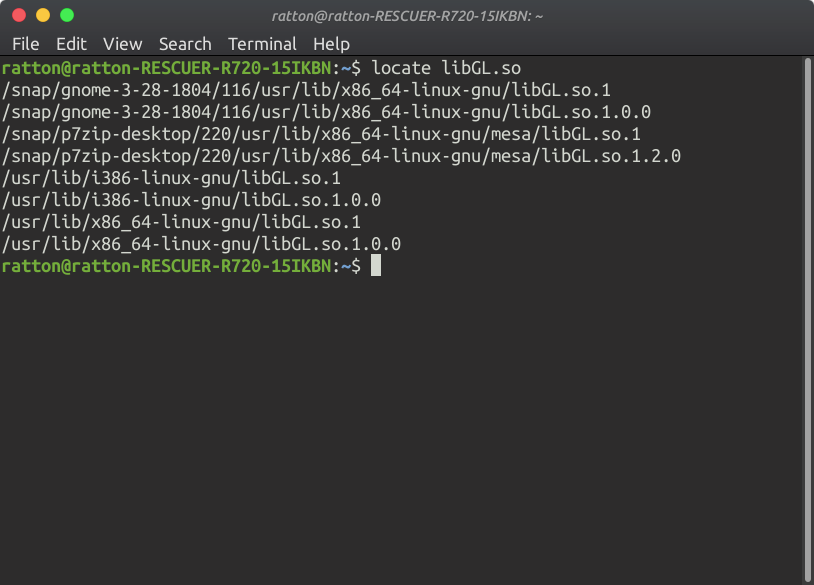 ratton@ratton-RESCUER-R720-15IKBN: ~
File Edit View Search Terminal Help
ratton@ratton-RESCUER-R720-15IKBN:~$ locate libGL.so
/snap/gnome-3-28-1804/116/usr/lib/x86_64-linux-gnu/libGL.so.1
/snap/gnome-3-28-1804/116/usr/lib/x86_64-linux-gnu/libGL.so.1.0.0
/snap/p7zip-desktop/220/usr/lib/x86_64-linux-gnu/mesa/libGL.so.1
/snap/p7zip-desktop/220/usr/lib/x86_64-linux-gnu/mesa/libGL.so.1.2.0
/usr/lib/i386-linux-gnu/libGL.so.1
/usr/lib/i386-linux-gnu/libGL.so.1.0.0
/usr/lib/x86_64-linux-gnu/libGL.so.1
/usr/lib/x86_64-linux-gnu/libGL.so.1.0.0
ratton@ratton-RESCUER-R720-15IKBN:~$